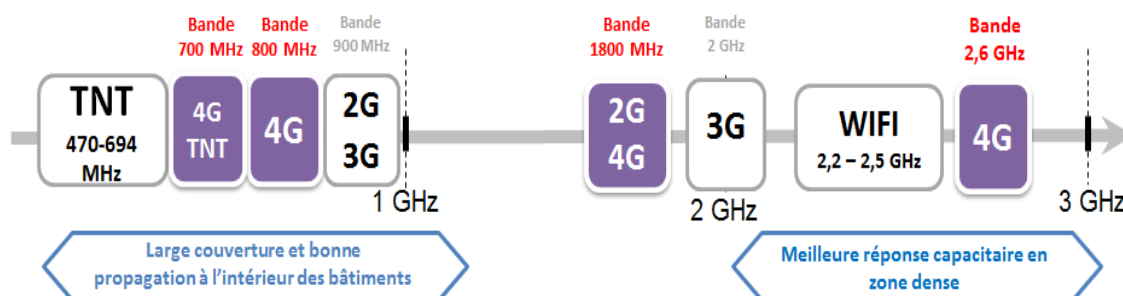 Bande
700 MHz
Bande
800 MHz
Bande
900 MHz
Bande
1800 MHz
Bande
2 GHz
Bande
2,6 GHz
TNT
470-694
MHz
4G
TNT
4G
2G
3G
2G
4G
3G
WIFI
2,2 – 2,5 GHz
4G
1 GHz
2 GHz
3 GHz
Large couverture et bonne
propagation à l'intérieur des bâtiments
Meilleure réponse capacitaire en
zone dense